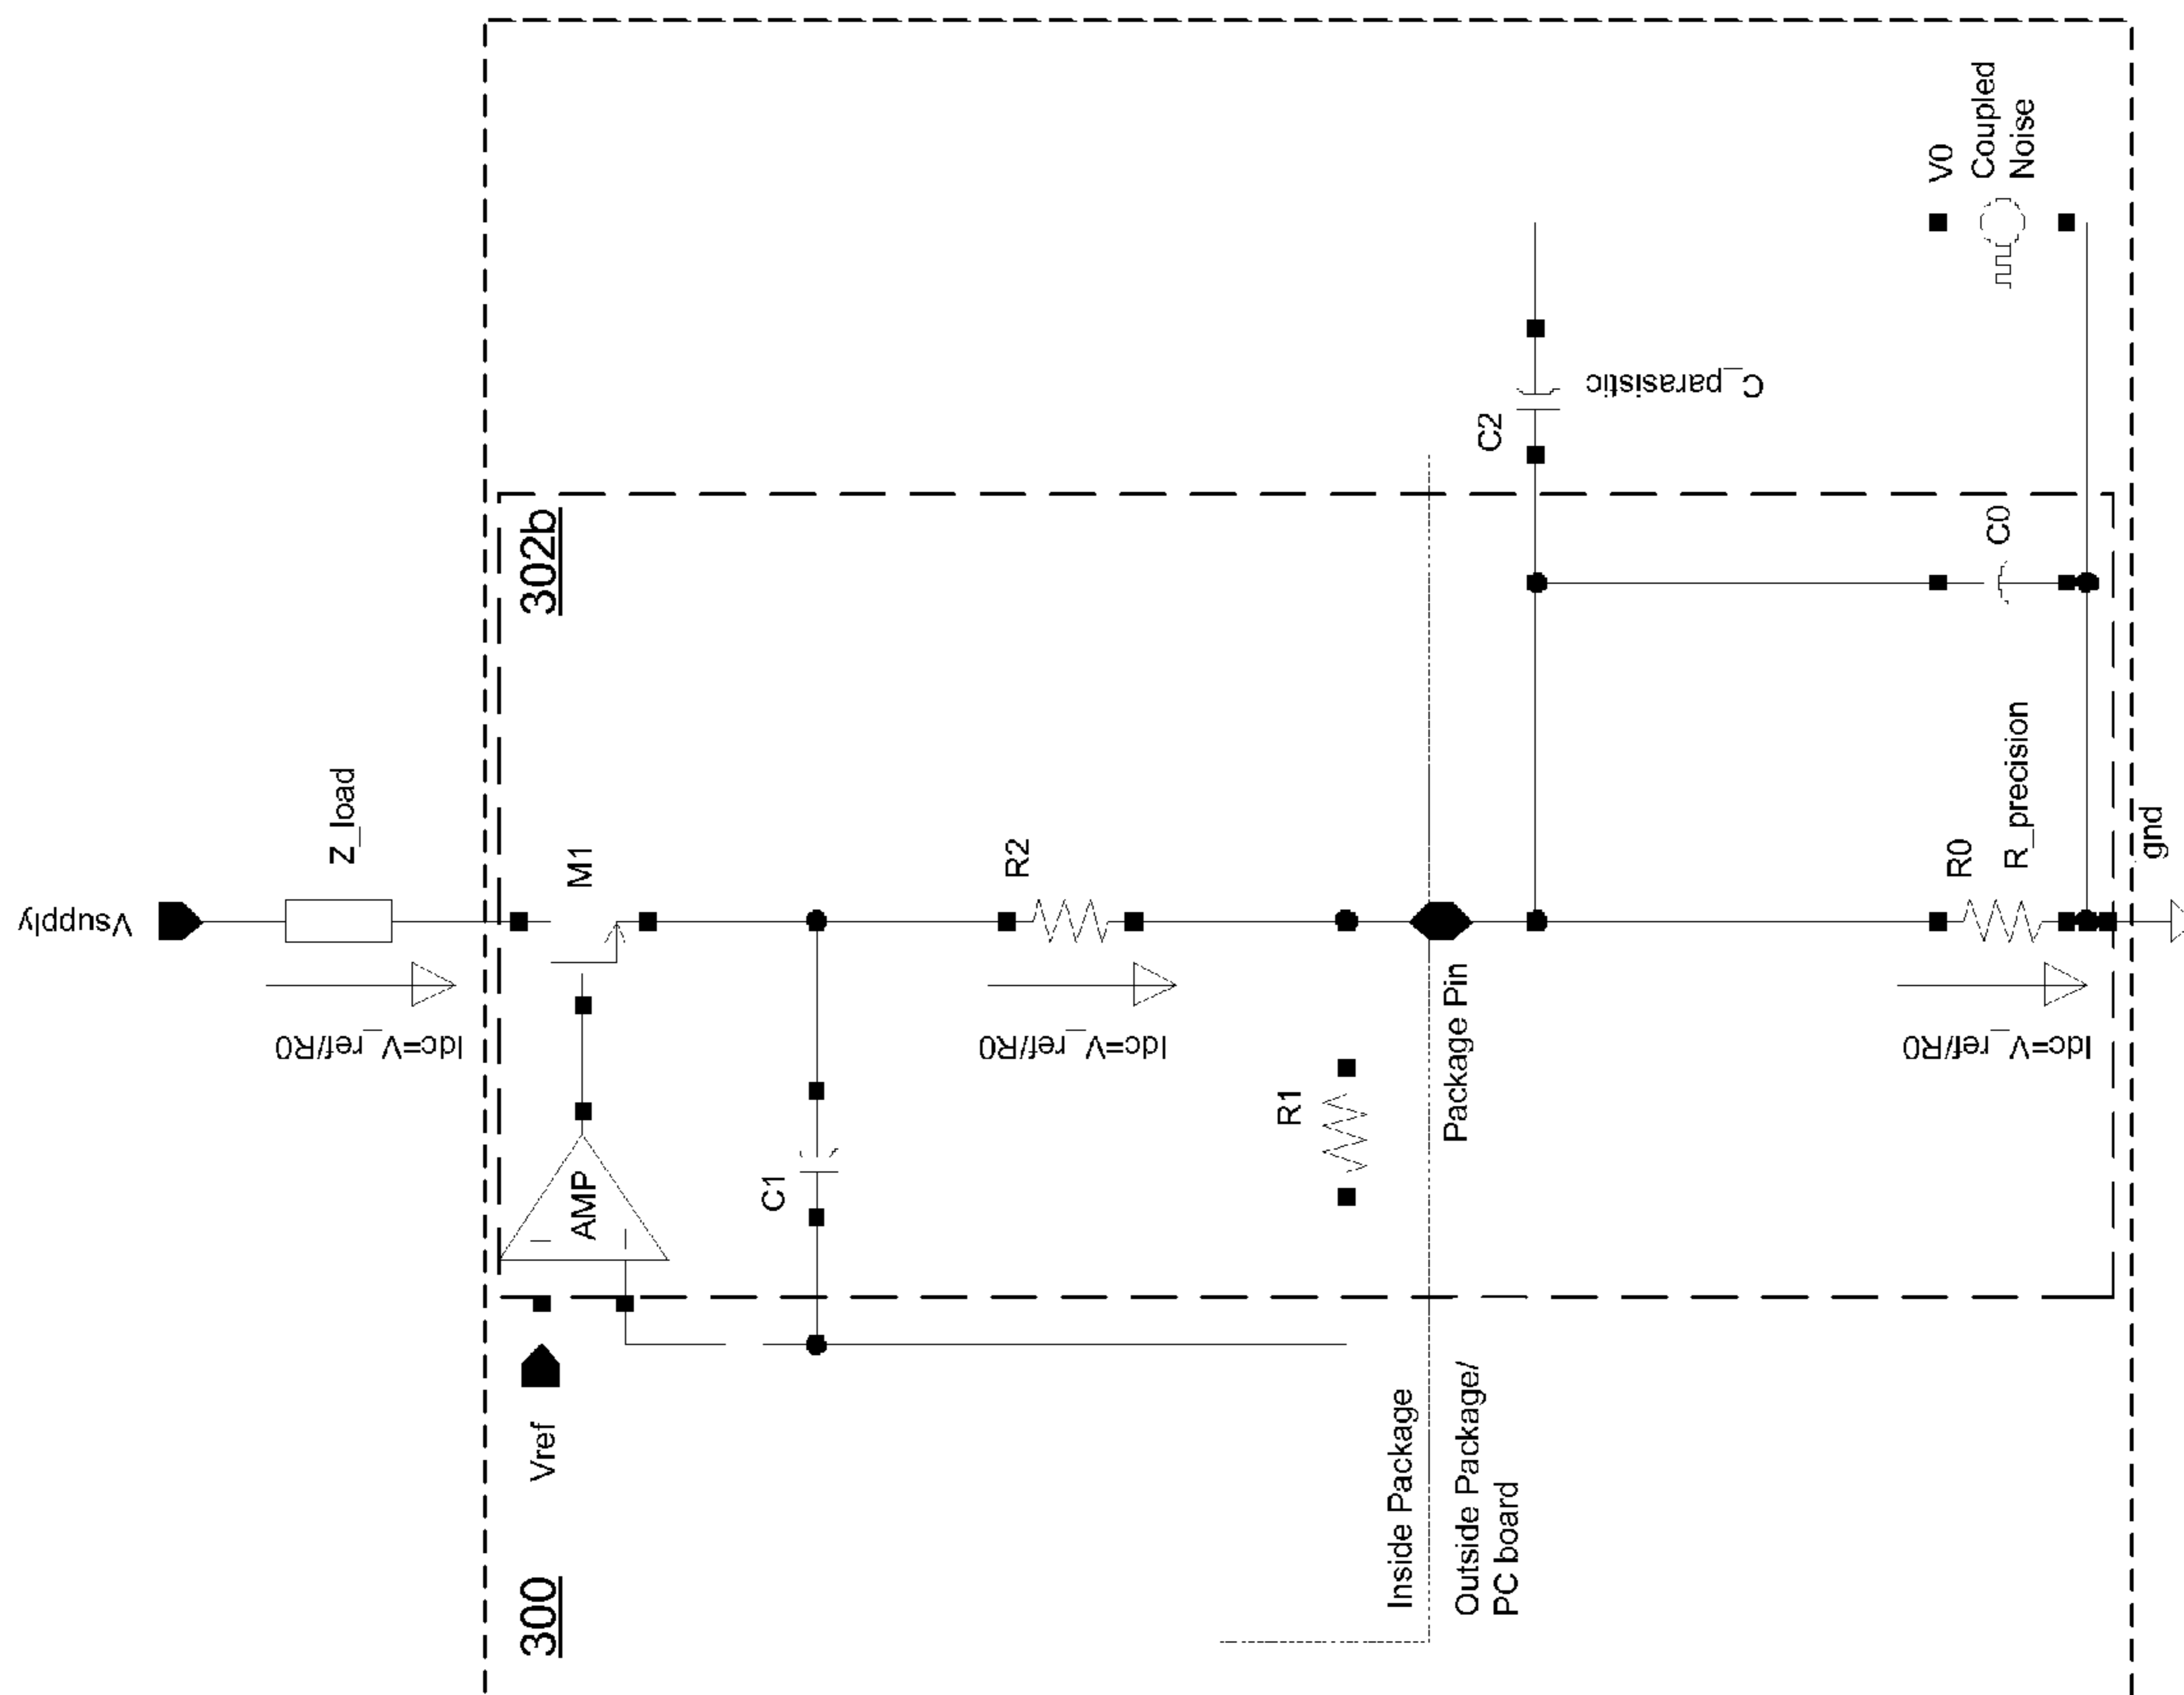 Vsupply
Z_load
Idc=V_ref/R0
302b
M1
AMP
Vref
300
C1
R2
Idc=V_ref/R0
R1
Package Pin
Inside Package
Outside Package/
PC board
C2
C_parasistic
C0
V0
Coupled
Noise
R0
R_precision
Idc=V_ref/R0
gnd